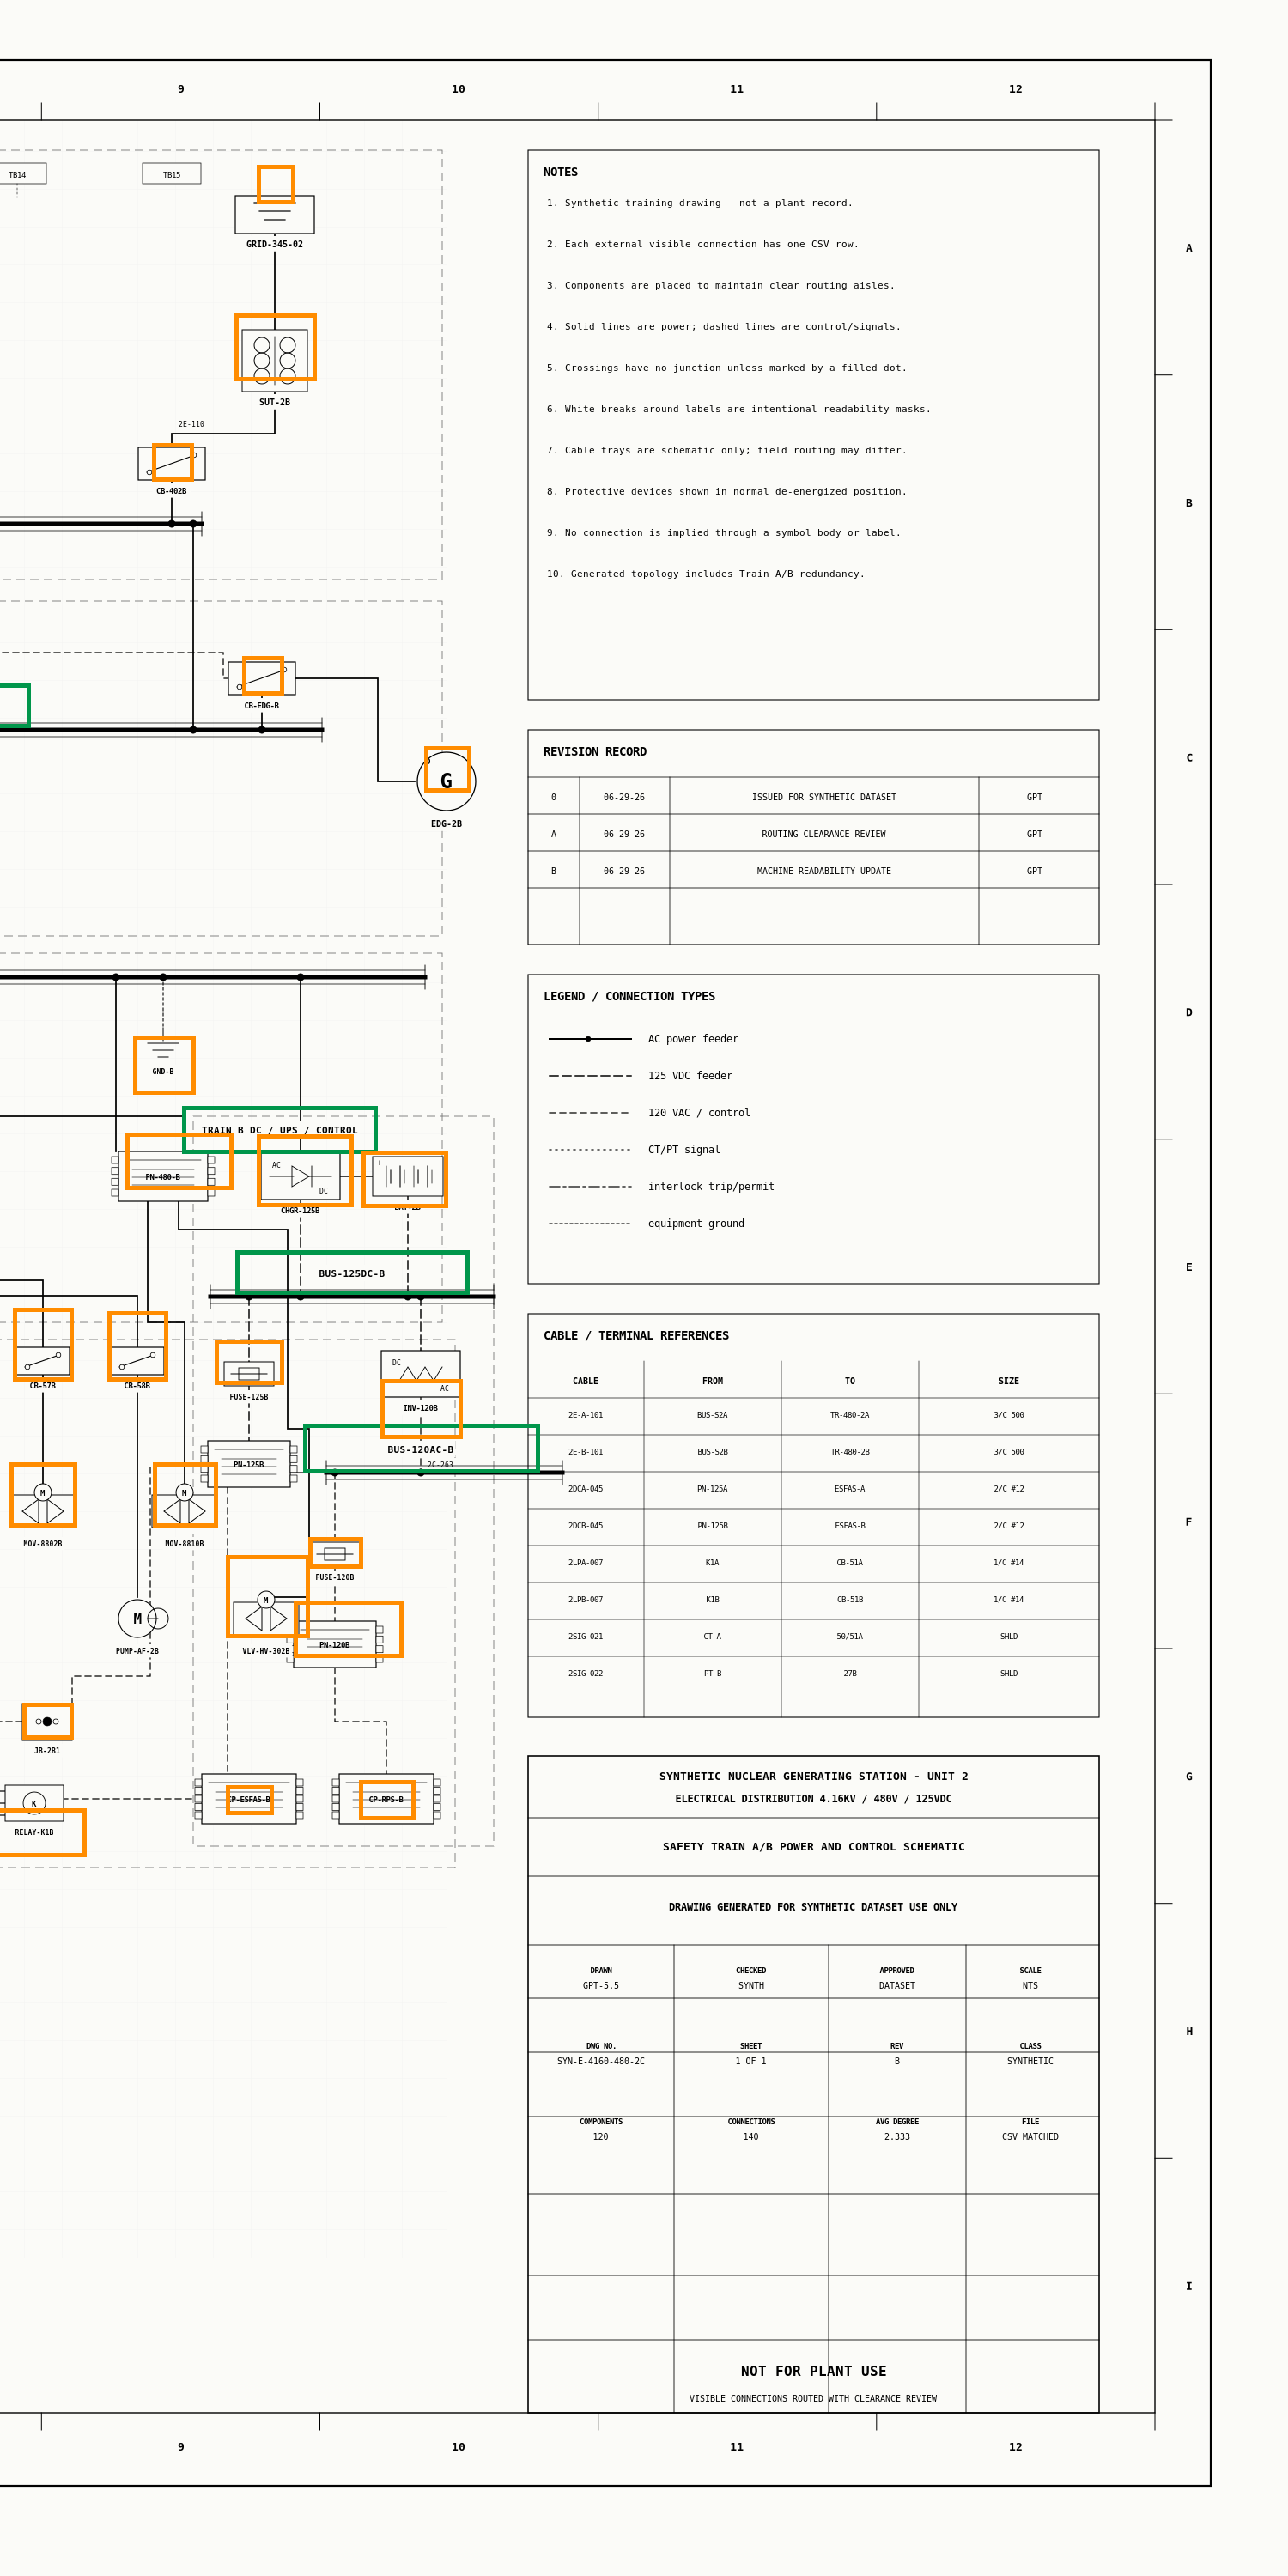 9 10 11 12
TB14
TB15
GRID-345-02
SUT-2B
2E-110
CB-402B
CB-EDG-B
G
EDG-2B
GND-B
TRAIN B DC / UPS / CONTROL
PN-480-B
AC
DC
CHGR-125B
+
-
BUS-125DC-B
CB-57B
CB-58B
FUSE-125B
DC
AC
INV-120B
BUS-120AC-B
2C-263
PN-125B
M
MOV-8802B
M
MOV-8810B
FUSE-120B
M
PUMP-AF-2B
M
VLV-HV-302B
PN-120B
JB-2B1
K
RELAY-K1B
CP-ESFAS-B
CP-RPS-B
NOTES
1. Synthetic training drawing - not a plant record.
2. Each external visible connection has one CSV row.
3. Components are placed to maintain clear routing aisles.
4. Solid lines are power; dashed lines are control/signals.
5. Crossings have no junction unless marked by a filled dot.
6. White breaks around labels are intentional readability masks.
7. Cable trays are schematic only; field routing may differ.
8. Protective devices shown in normal de-energized position.
9. No connection is implied through a symbol body or label.
10. Generated topology includes Train A/B redundancy.
REVISION RECORD
0 06-29-26 ISSUED FOR SYNTHETIC DATASET GPT
A 06-29-26 ROUTING CLEARANCE REVIEW GPT
B 06-29-26 MACHINE-READABILITY UPDATE GPT
LEGEND / CONNECTION TYPES
AC power feeder
125 VDC feeder
120 VAC / control
CT/PT signal
interlock trip/permit
equipment ground
CABLE / TERMINAL REFERENCES
CABLE FROM TO SIZE
2E-A-101 BUS-S2A TR-480-2A 3/C 500
2E-B-101 BUS-S2B TR-480-2B 3/C 500
2DCA-045 PN-125A ESFAS-A 2/C #12
2DCB-045 PN-125B ESFAS-B 2/C #12
2LPA-007 K1A CB-51A 1/C #14
2LPB-007 K1B CB-51B 1/C #14
2SIG-021 CT-A 50/51A SHLD
2SIG-022 PT-B 27B SHLD
SYNTHETIC NUCLEAR GENERATING STATION - UNIT 2
ELECTRICAL DISTRIBUTION 4.16KV / 480V / 125VDC
SAFETY TRAIN A/B POWER AND CONTROL SCHEMATIC
DRAWING GENERATED FOR SYNTHETIC DATASET USE ONLY
DRAWN CHECKED APPROVED SCALE
GPT-5.5 SYNTH DATASET NTS
DWG NO. SHEET REV CLASS
SYN-E-4160-480-2C 1 OF 1 B SYNTHETIC
COMPONENTS CONNECTIONS AVG DEGREE FILE
120 140 2.333 CSV MATCHED
NOT FOR PLANT USE
VISIBLE CONNECTIONS ROUTED WITH CLEARANCE REVIEW
A
B
C
D
E
F
G
H
I
9 10 11 12